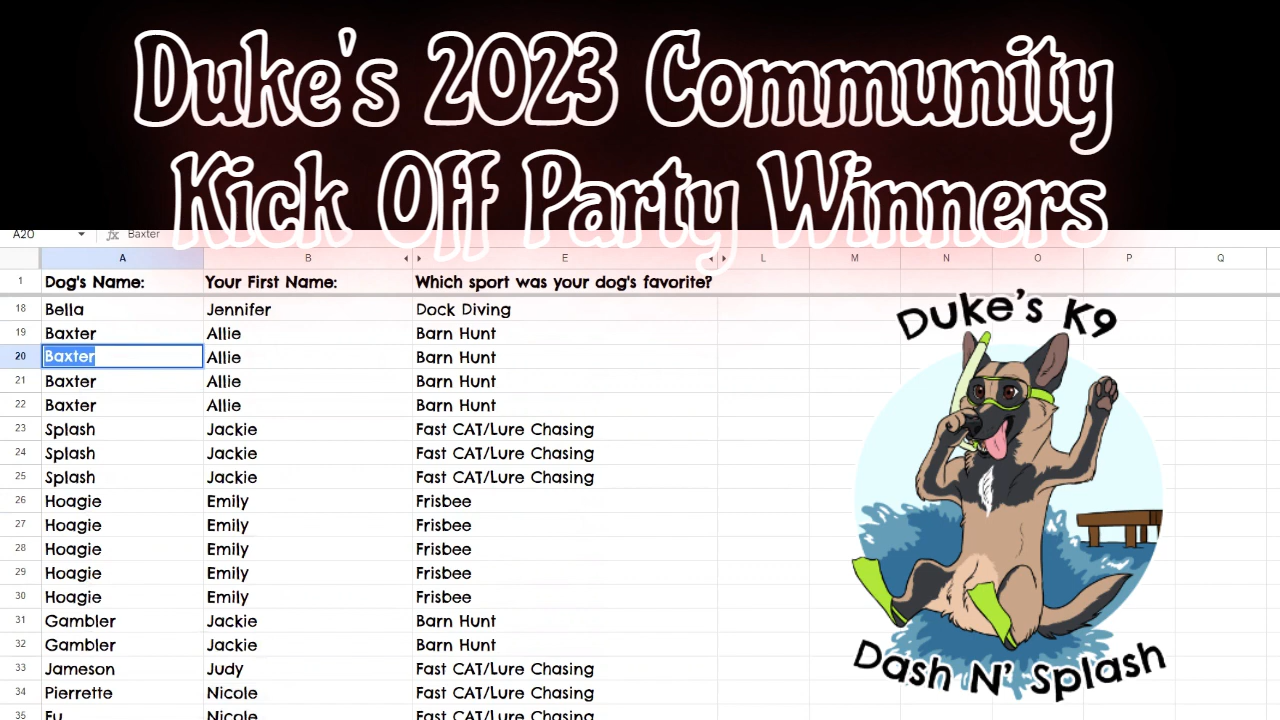 Duke's 2023 Community
Kick Off Party Winners
A20 fx Baxter
A B E L M N O P Q
1 Dog's Name: Your First Name: Which sport was your dog's favorite?
18 Bella Jennifer Dock Diving
19 Baxter Allie Barn Hunt
20 Baxter Allie Barn Hunt
21 Baxter Allie Barn Hunt
22 Baxter Allie Barn Hunt
23 Splash Jackie Fast CAT/Lure Chasing
24 Splash Jackie Fast CAT/Lure Chasing
25 Splash Jackie Fast CAT/Lure Chasing
26 Hoagie Emily Frisbee
27 Hoagie Emily Frisbee
28 Hoagie Emily Frisbee
29 Hoagie Emily Frisbee
30 Hoagie Emily Frisbee
31 Gambler Jackie Barn Hunt
32 Gambler Jackie Barn Hunt
33 Jameson Judy Fast CAT/Lure Chasing
34 Pierrette Nicole Fast CAT/Lure Chasing
35 Nicole Fast CAT/Lure Chasing
Duke's K9
Dash N' Splash